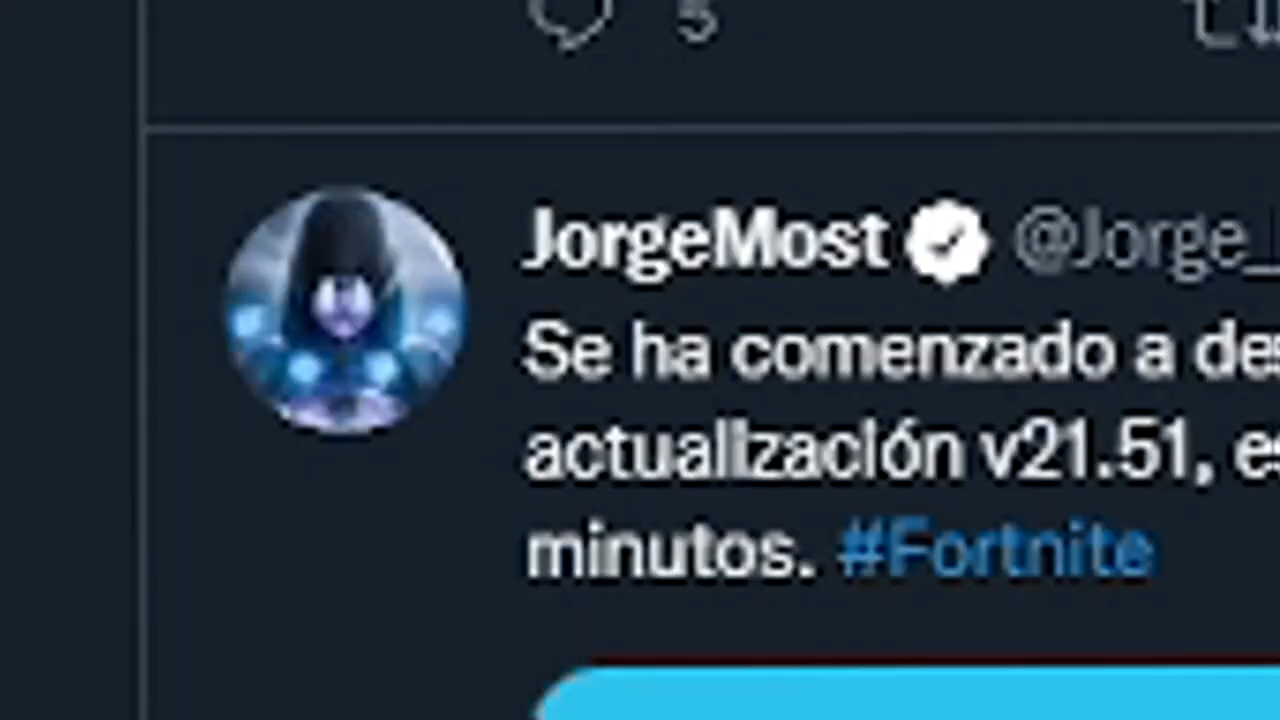 5
JorgeMost @Jorge_
Se ha comenzado a
actualización v21.51,
minutos. #Fortnite